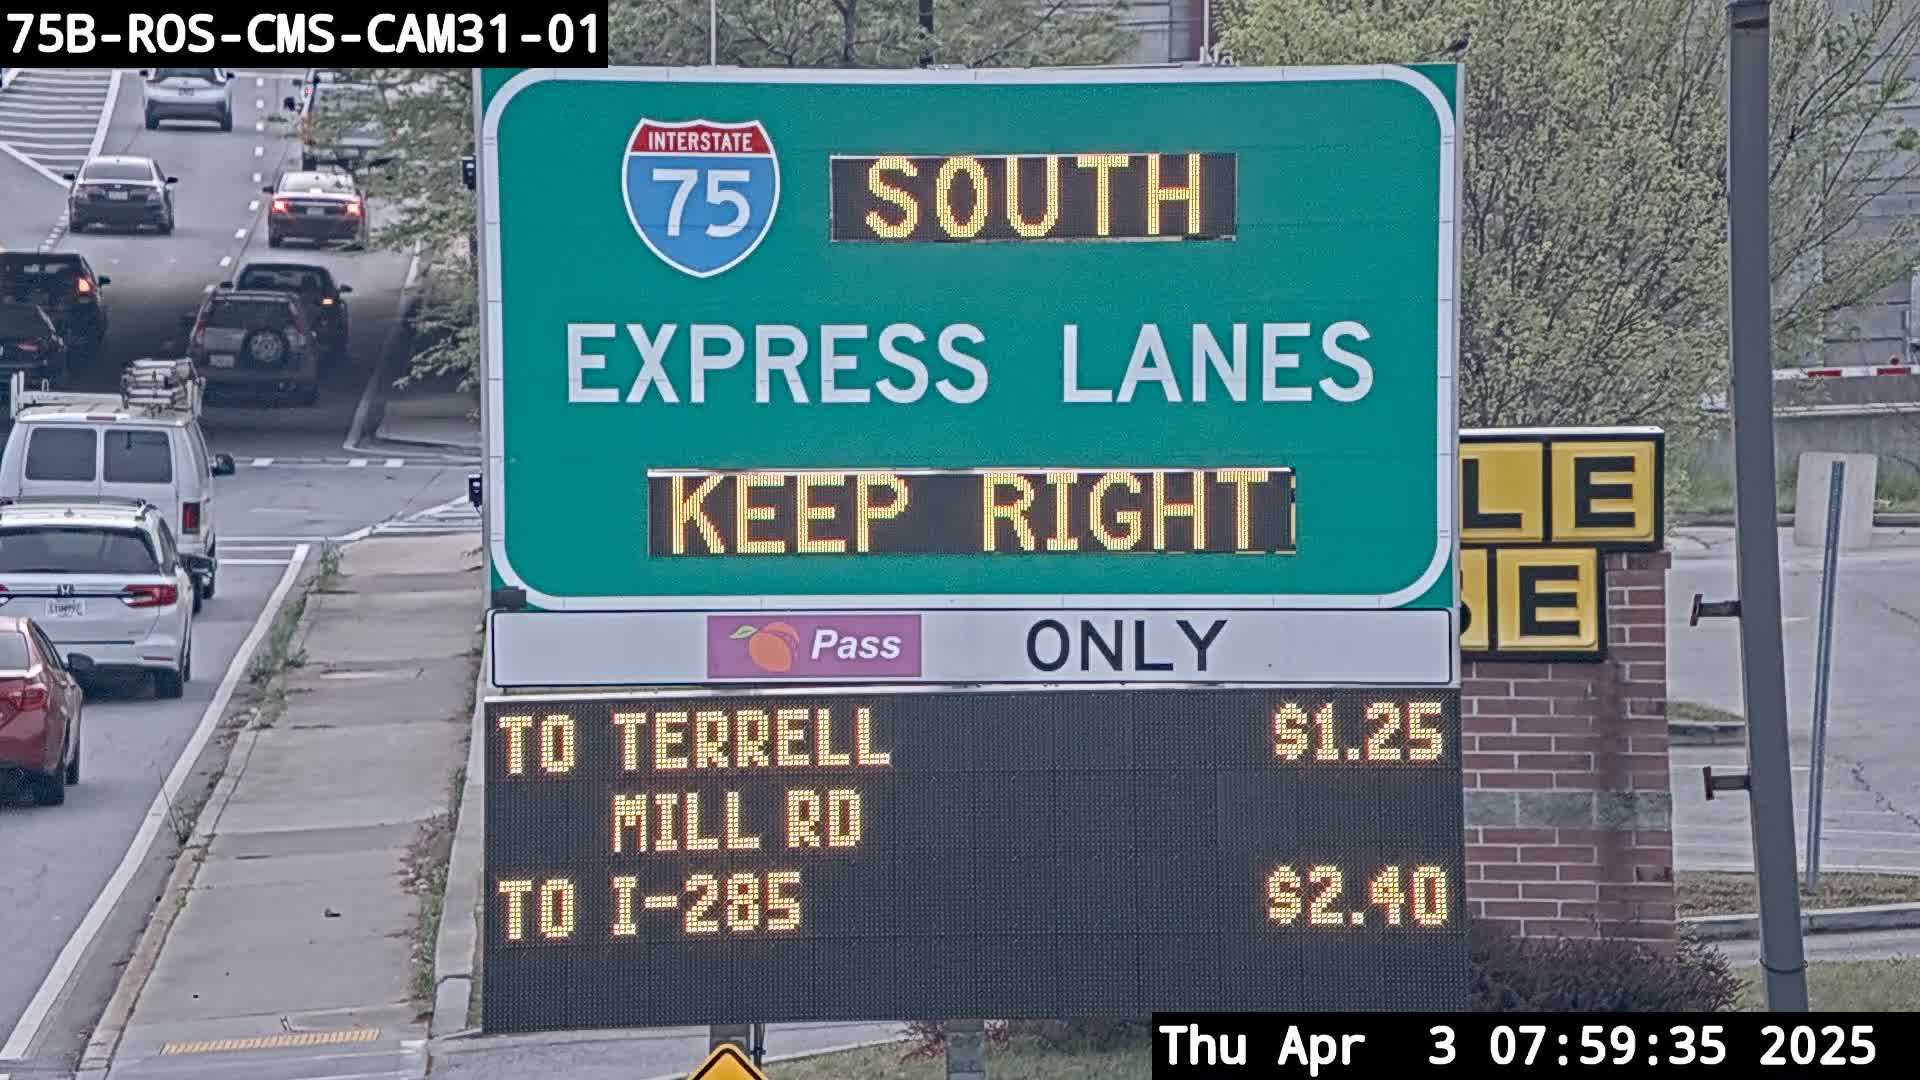 75B-ROS-CMS-CAM31-01
INTERSTATE
75
SOUTH
EXPRESS LANES
KEEP RIGHT
LE
E
Pass
ONLY
TO TERRELL $1.25
MILL RD
TO I-285 $2.40
Thu Apr 3 07:59:35 2025